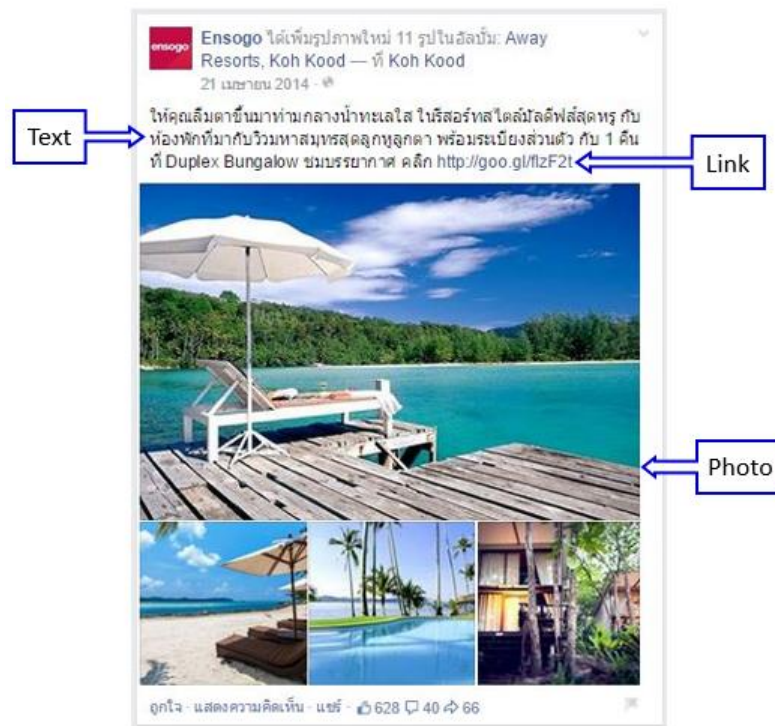 ensogo
Ensogo ได้เพิ่มรูปภาพใหม่ 11 รูปในอัลบั้ม: Away
Resorts, Koh Kood — ที่ Koh Kood
21 เมษายน 2014 ·
ให้คุณลืมตาขึ้นมาท่ามกลางน้ำทะเลใส ในรีสอร์ทสไตล์มัลดีฟส์สุดหรู กับ
ห้องพักที่มากับวิวมหาสมุทรสุดลูกหูลูกตา พร้อมระเบียงส่วนตัว กับ 1 คืน
ที่ Duplex Bungalow ชมบรรยากาศ คลิก http://goo.gl/flzF2t
Text
Link
Photo
ถูกใจ · แสดงความคิดเห็น · แชร์ · 628 40 66